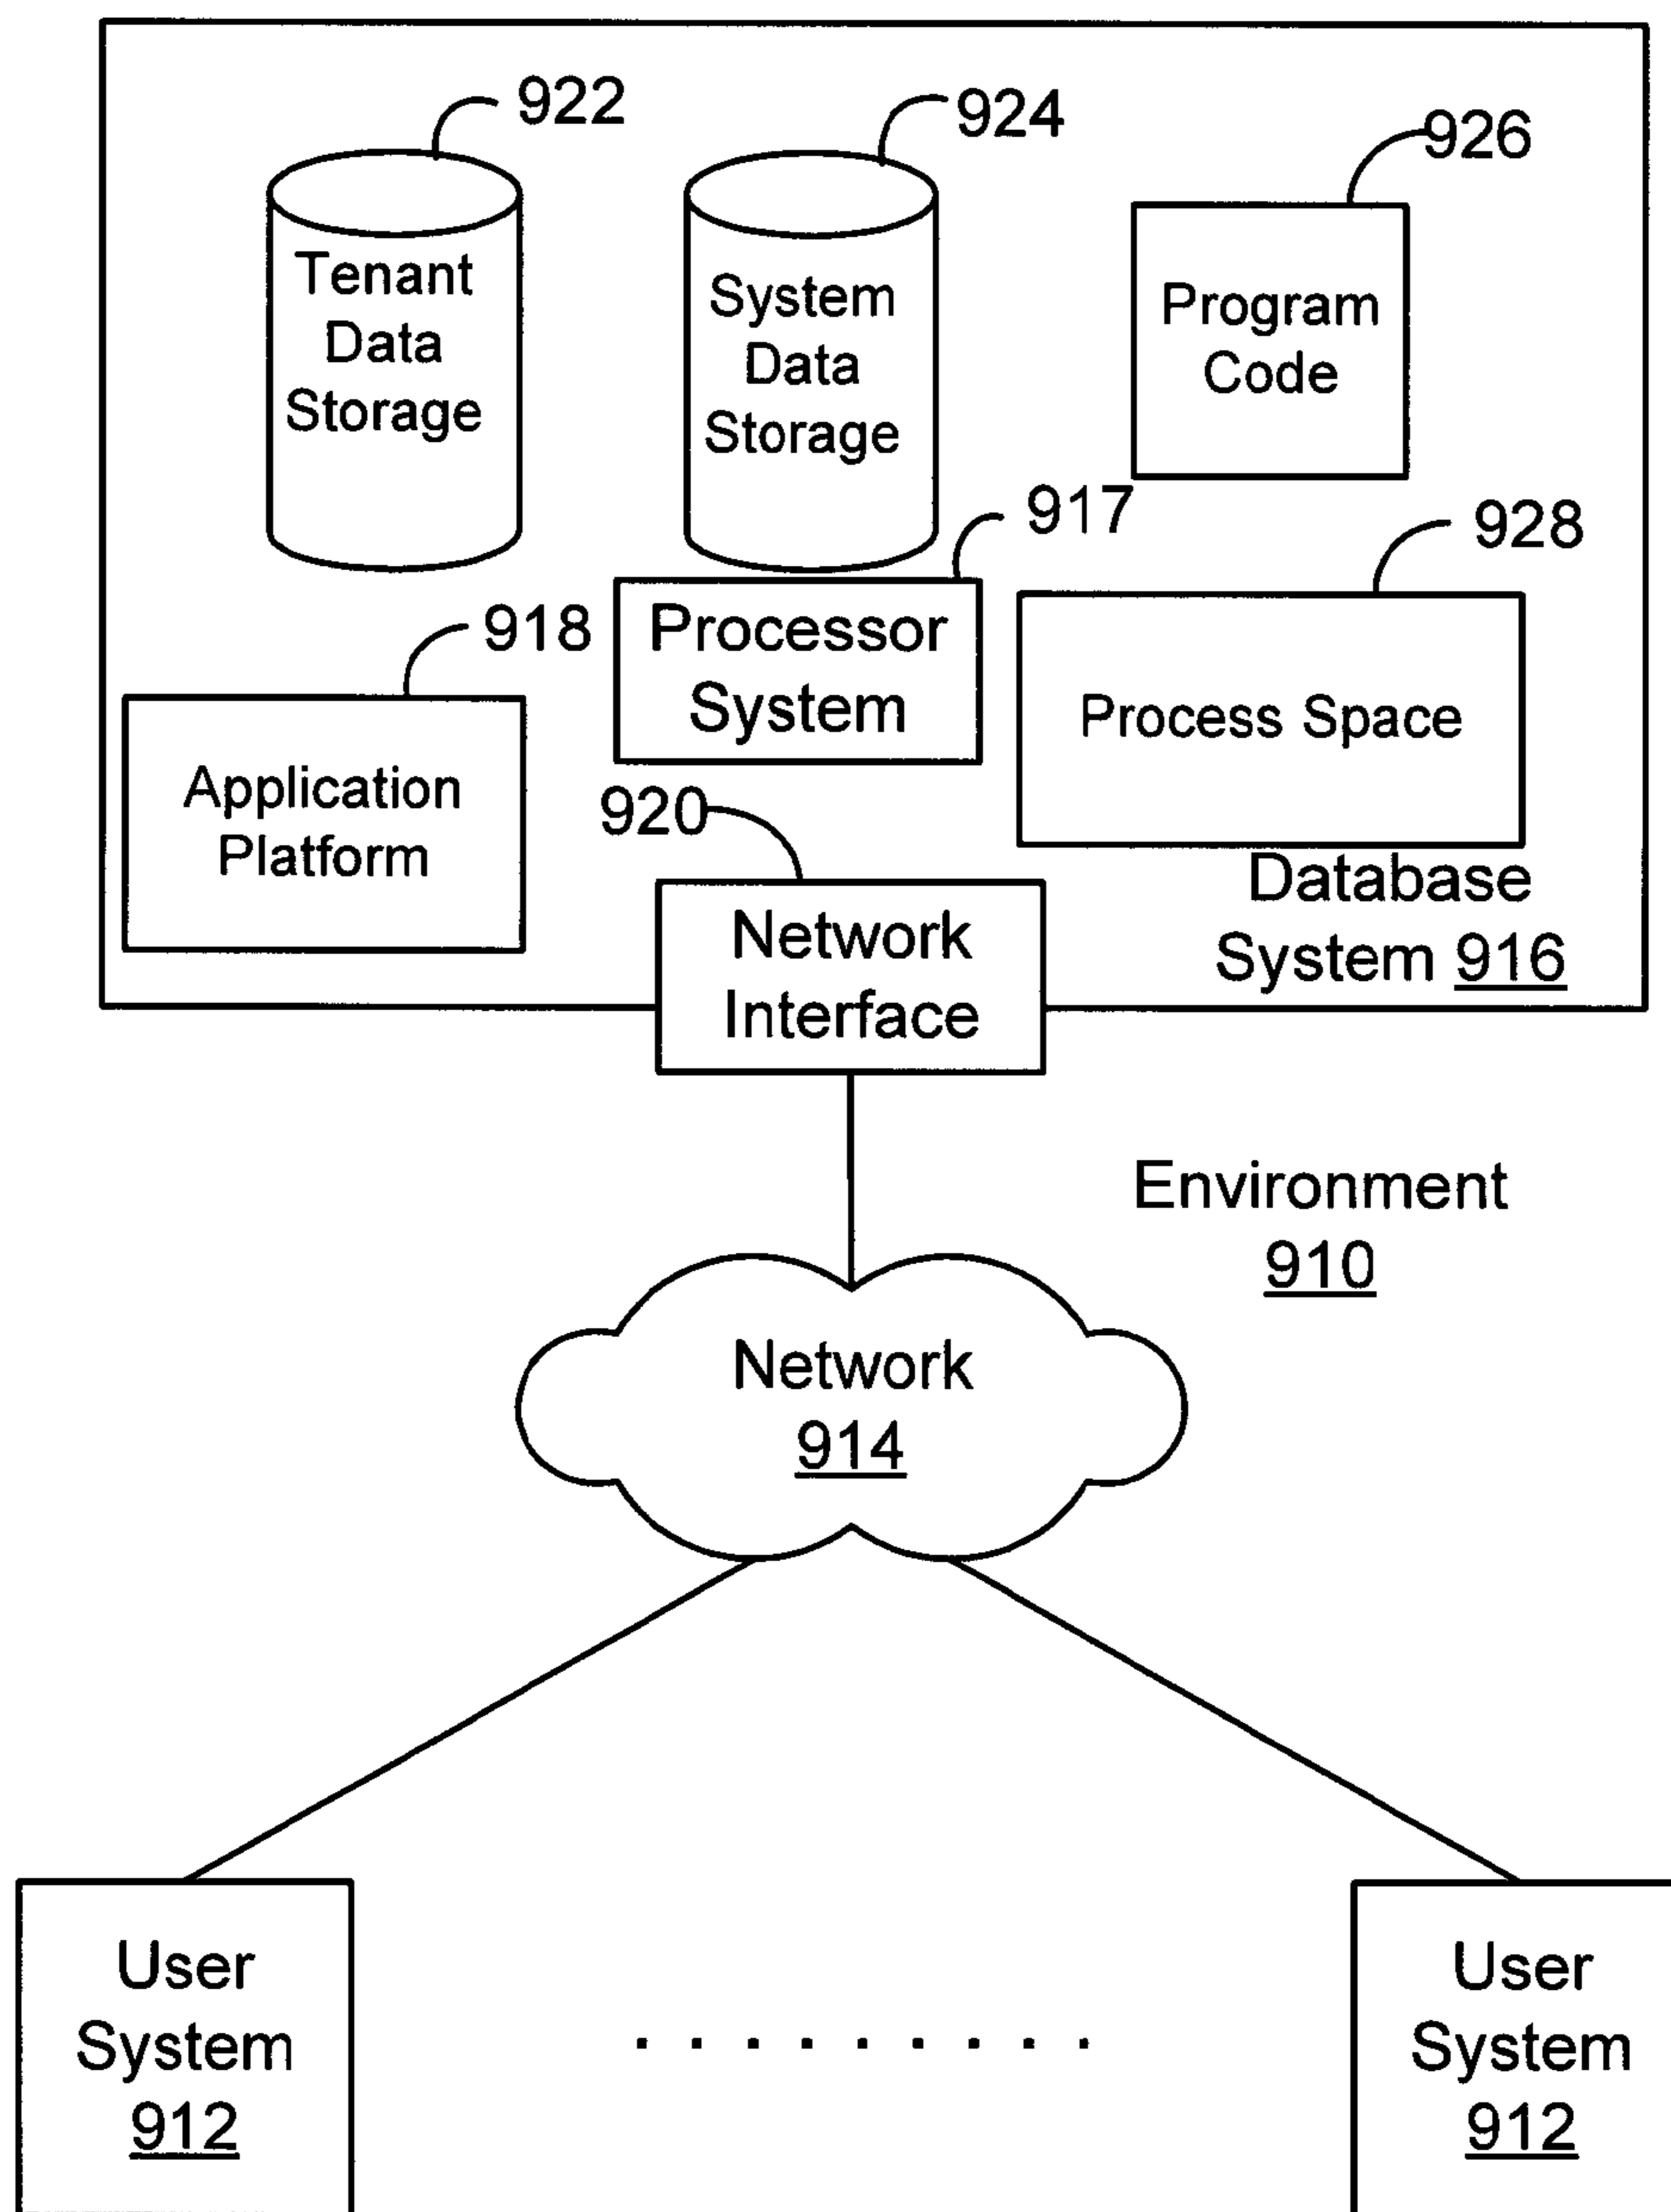 922
924
926
Tenant
Data
Storage
System
Data
Storage
Program
Code
917
928
918
Processor
System
Process Space
Application
Platform
920
Database
System 916
Network
Interface
Environment
910
Network
914
User
System
912
. . . . . . . . .
User
System
912